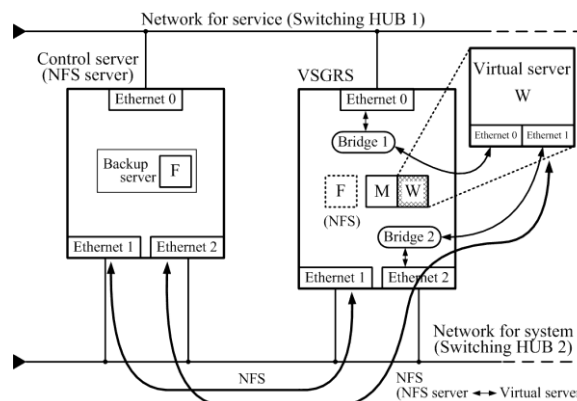 Network for service (Switching HUB 1)
Control server
(NFS server)
VSGRS
Ethernet 0
Ethernet 0
Virtual server
W
Ethernet 0
Ethernet 1
Bridge 1
Backup
server
F
F
M
W
(NFS)
Bridge 2
Ethernet 1
Ethernet 2
Ethernet 1
Ethernet 2
Network for system
(Switching HUB 2)
NFS
NFS
(NFS server ↔ Virtual server